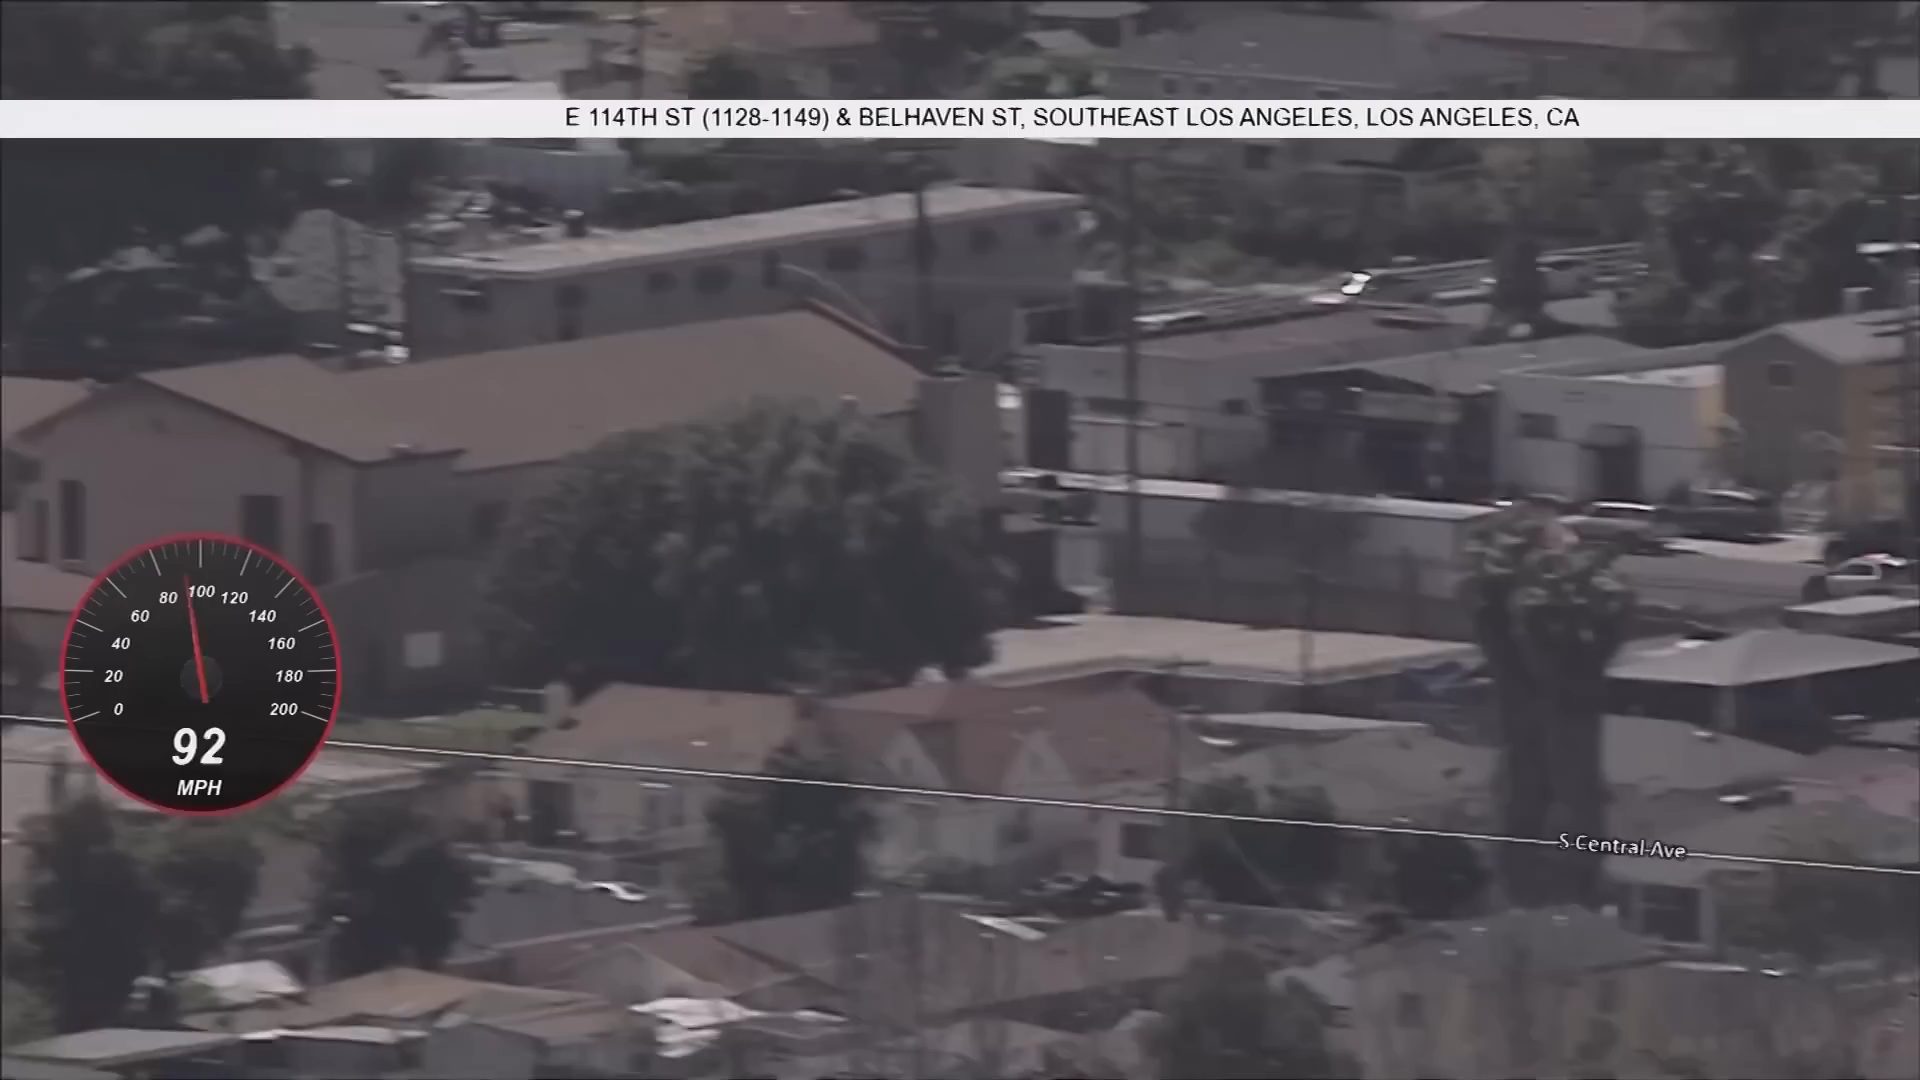 E 114TH ST (1128-1149) & BELHAVEN ST, SOUTHEAST LOS ANGELES, LOS ANGELES, CA
0 20 40 60 80 100 120 140 160 180 200
92
MPH
S Central Ave